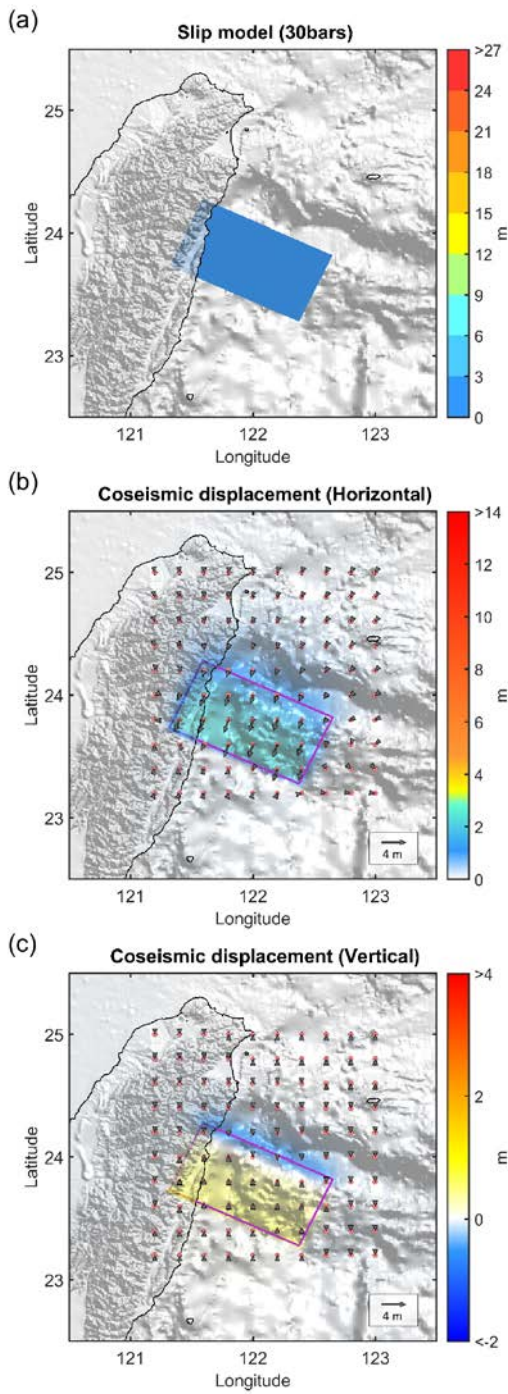 (a)
Slip model (30bars)
>27
25
24
21
18
Latitude
24
15
m
12
9
6
23
3
0
121
122
123
Longitude
(b)
Coseismic displacement (Horizontal)
>14
25
12
10
Latitude
24
8
m
6
4
23
2
4 m
0
121
122
123
Longitude
(c)
Coseismic displacement (Vertical)
>4
25
2
Latitude
24
m
0
23
4 m
<-2
121
122
123
Longitude